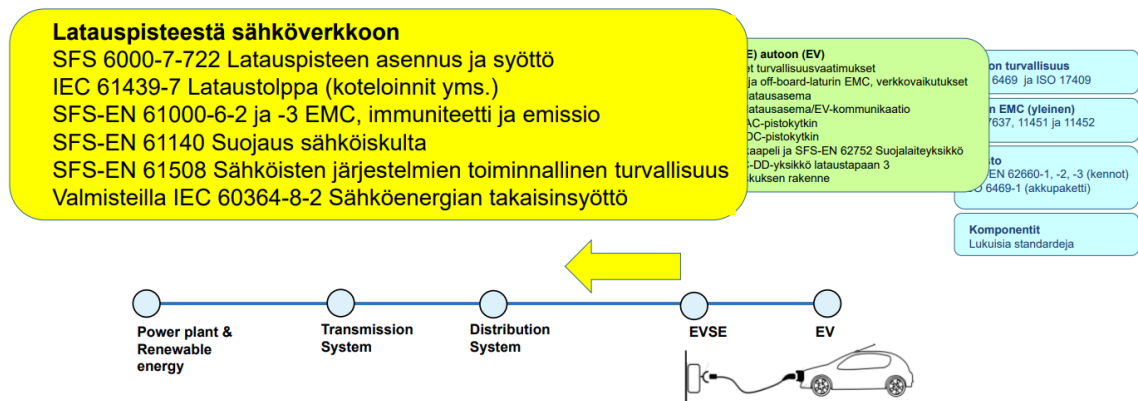 Latauspisteestä sähköverkkoon
SFS 6000-7-722 Latauspisteen asennus ja syöttö
IEC 61439-7 Lataustolppa (koteloinnit yms.)
SFS-EN 61000-6-2 ja -3 EMC, immuniteetti ja emissio
SFS-EN 61140 Suojaus sähköiskulta
SFS-EN 61508 Sähköisten järjestelmien toiminnallinen turvallisuus
Valmisteilla IEC 60364-8-2 Sähköenergian takaisinsyöttö
autoon (EV)
turvallisuusvaatimukset
ja off-board-laturin EMC, verkkovaikutukset
latausasema
latausasema/EV-kommunikaatio
AC-pistokytkin
DC-pistokytkin
kaapeli ja SFS-EN 62752 Suojalaiteyksikkö
-DD-yksikkö lataustapaan 3
rakenne
turvallisuus
6469 ja ISO 17409
EMC (yleinen)
7637, 11451 ja 11452
EN 62660-1, -2, -3 (kennot)
6469-1 (akkupaketti)
Komponentit
Lukuisia standardeja
Power plant &
Renewable
energy
Transmission
System
Distribution
System
EVSE
EV